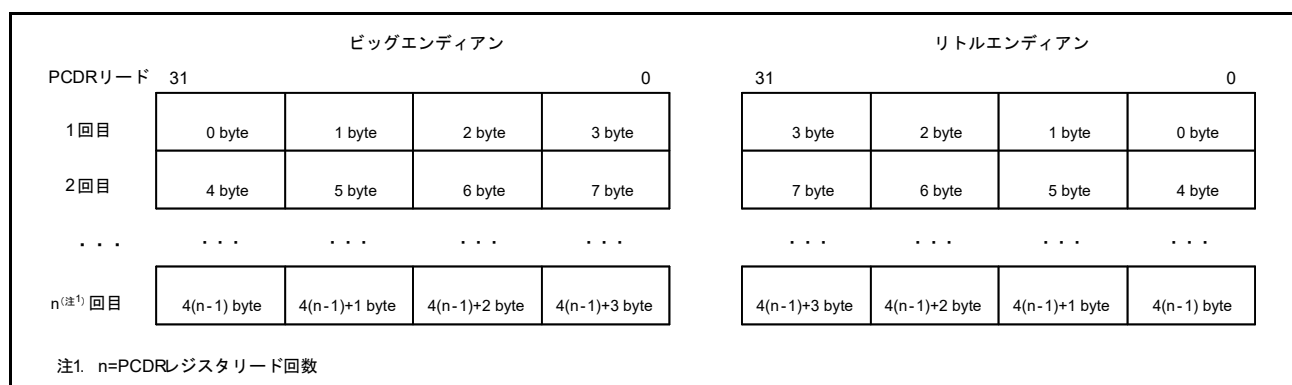 ビッグエンディアン リトルエンディアン
PCDRリード 31 0 31 0
1回目 0 byte 1 byte 2 byte 3 byte 3 byte 2 byte 1 byte 0 byte
2回目 4 byte 5 byte 6 byte 7 byte 7 byte 6 byte 5 byte 4 byte
・・・ ・・・ ・・・ ・・・ ・・・ ・・・ ・・・ ・・・ ・・・
n(注1)回目 4(n-1) byte 4(n-1)+1 byte 4(n-1)+2 byte 4(n-1)+3 byte 4(n-1)+3 byte 4(n-1)+2 byte 4(n-1)+1 byte 4(n-1) byte
注1. n=PCDRレジスタリード回数